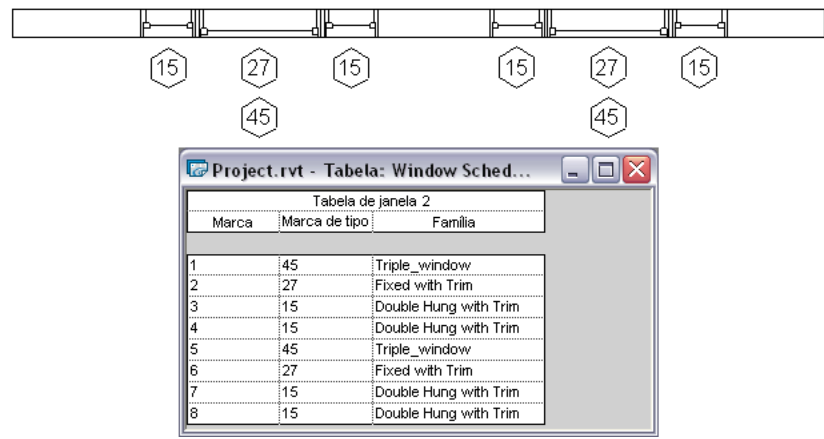 15 27 15 15 27 15
45 45
Project.rvt - Tabela: Window Sched...
Tabela de janela 2
Marca Marca de tipo Família
1 45 Triple_window
2 27 Fixed with Trim
3 15 Double Hung with Trim
4 15 Double Hung with Trim
5 45 Triple_window
6 27 Fixed with Trim
7 15 Double Hung with Trim
8 15 Double Hung with Trim